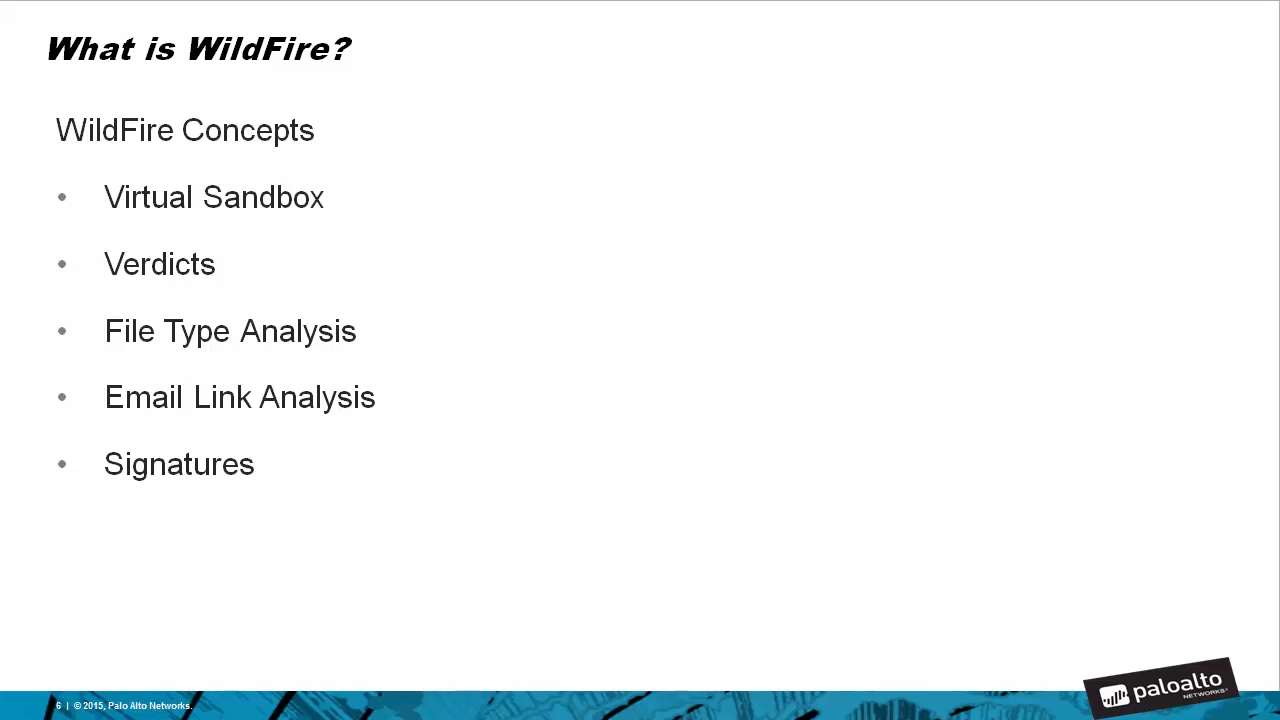 What is WildFire?
WildFire Concepts
• Virtual Sandbox
• Verdicts
• File Type Analysis
• Email Link Analysis
• Signatures
6 | © 2015, Palo Alto Networks.
paloalto
NETWORKS®